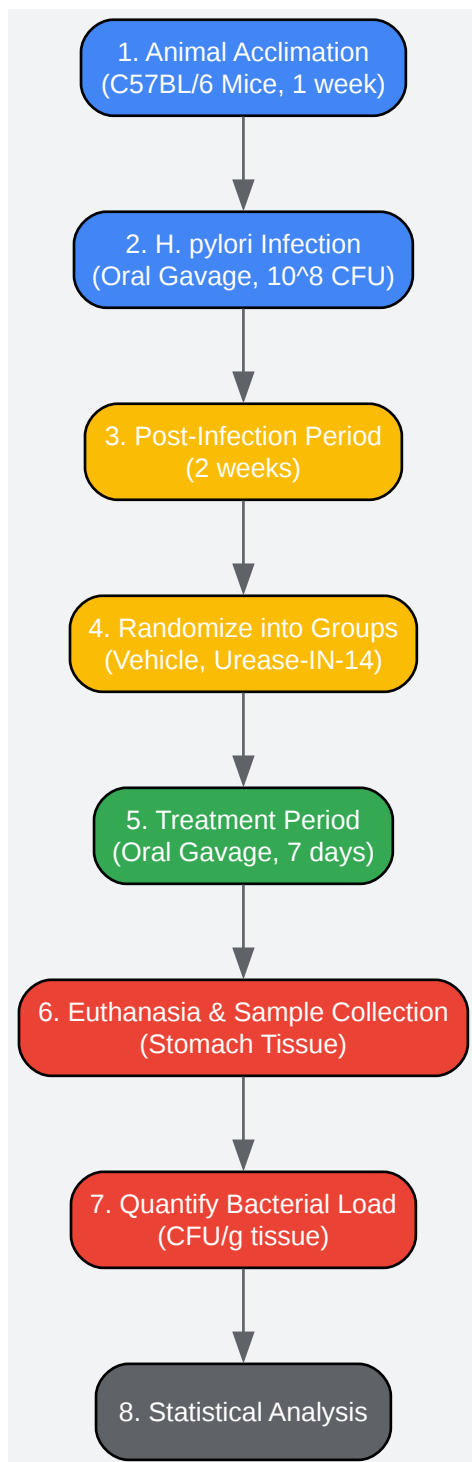 1. Animal Acclimation
(C57BL/6 Mice, 1 week)
2. H. pylori Infection
(Oral Gavage, 10^8 CFU)
3. Post-Infection Period
(2 weeks)
4. Randomize into Groups
(Vehicle, Urease-IN-14)
5. Treatment Period
(Oral Gavage, 7 days)
6. Euthanasia & Sample Collection
(Stomach Tissue)
7. Quantify Bacterial Load
(CFU/g tissue)
8. Statistical Analysis